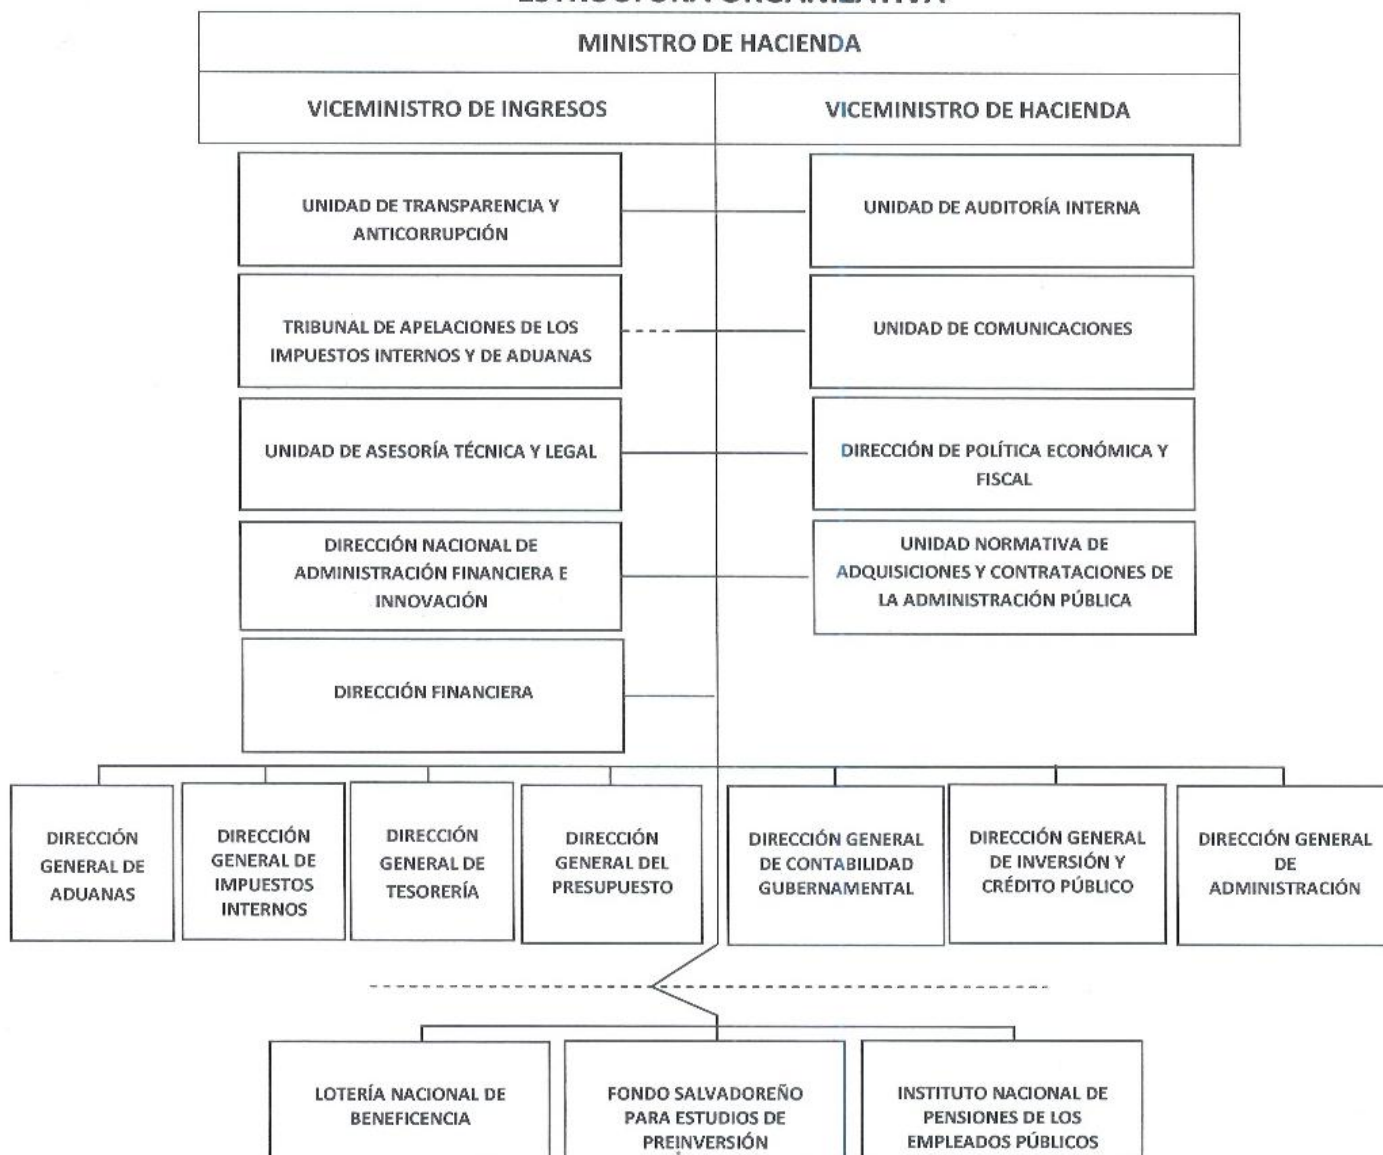 ESTRUCTURA ORGANIZATIVA
MINISTRO DE HACIENDA
VICEMINISTRO DE INGRESOS
VICEMINISTRO DE HACIENDA
UNIDAD DE TRANSPARENCIA Y
ANTICORRUPCIÓN
UNIDAD DE AUDITORÍA INTERNA
TRIBUNAL DE APELACIONES DE LOS
IMPUESTOS INTERNOS Y DE ADUANAS
UNIDAD DE COMUNICACIONES
UNIDAD DE ASESORÍA TÉCNICA Y LEGAL
DIRECCIÓN DE POLÍTICA ECONÓMICA Y
FISCAL
DIRECCIÓN NACIONAL DE
ADMINISTRACIÓN FINANCIERA E
INNOVACIÓN
UNIDAD NORMATIVA DE
ADQUISICIONES Y CONTRATACIONES DE
LA ADMINISTRACIÓN PÚBLICA
DIRECCIÓN FINANCIERA
DIRECCIÓN
GENERAL DE
ADUANAS
DIRECCIÓN
GENERAL DE
IMPUESTOS
INTERNOS
DIRECCIÓN
GENERAL DE
TESORERÍA
DIRECCIÓN
GENERAL DEL
PRESUPUESTO
DIRECCIÓN GENERAL
DE CONTABILIDAD
GUBERNAMENTAL
DIRECCIÓN GENERAL
DE INVERSIÓN Y
CRÉDITO PÚBLICO
DIRECCIÓN GENERAL
DE
ADMINISTRACIÓN
LOTERÍA NACIONAL DE
BENEFICENCIA
FONDO SALVADOREÑO
PARA ESTUDIOS DE
PREINVERSIÓN
INSTITUTO NACIONAL DE
PENSIONES DE LOS
EMPLEADOS PÚBLICOS